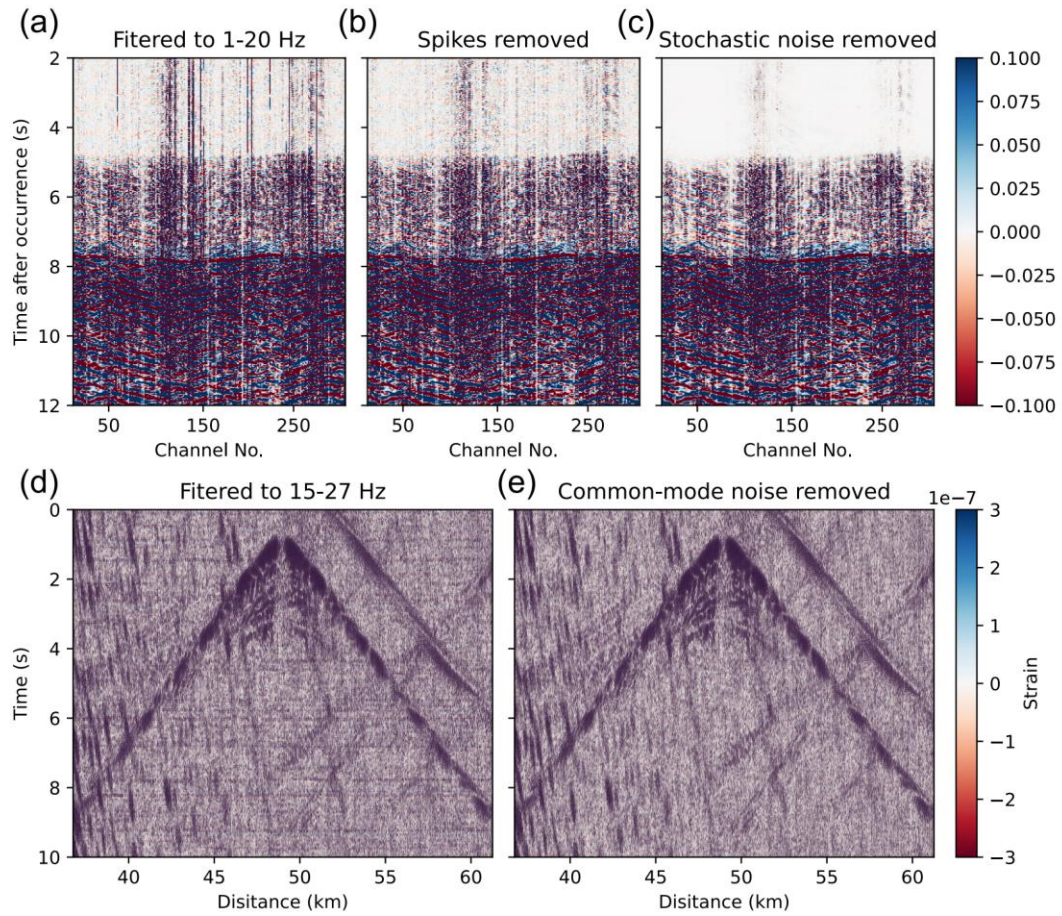 (a)
Fitered to 1-20 Hz
(b)
Spikes removed
(c)
Stochastic noise removed
2
4
6
8
10
12
Time after occurrence (s)
50
150
250
Channel No.
50
150
250
Channel No.
50
150
250
Channel No.
0.100
0.075
0.050
0.025
0.000
−0.025
−0.050
−0.075
−0.100
(d)
Fitered to 15-27 Hz
(e)
Common-mode noise removed
0
2
4
6
8
10
Time (s)
40
45
50
55
60
Disitance (km)
40
45
50
55
60
Disitance (km)
1e-7
3
2
1
0
−1
−2
−3
Strain